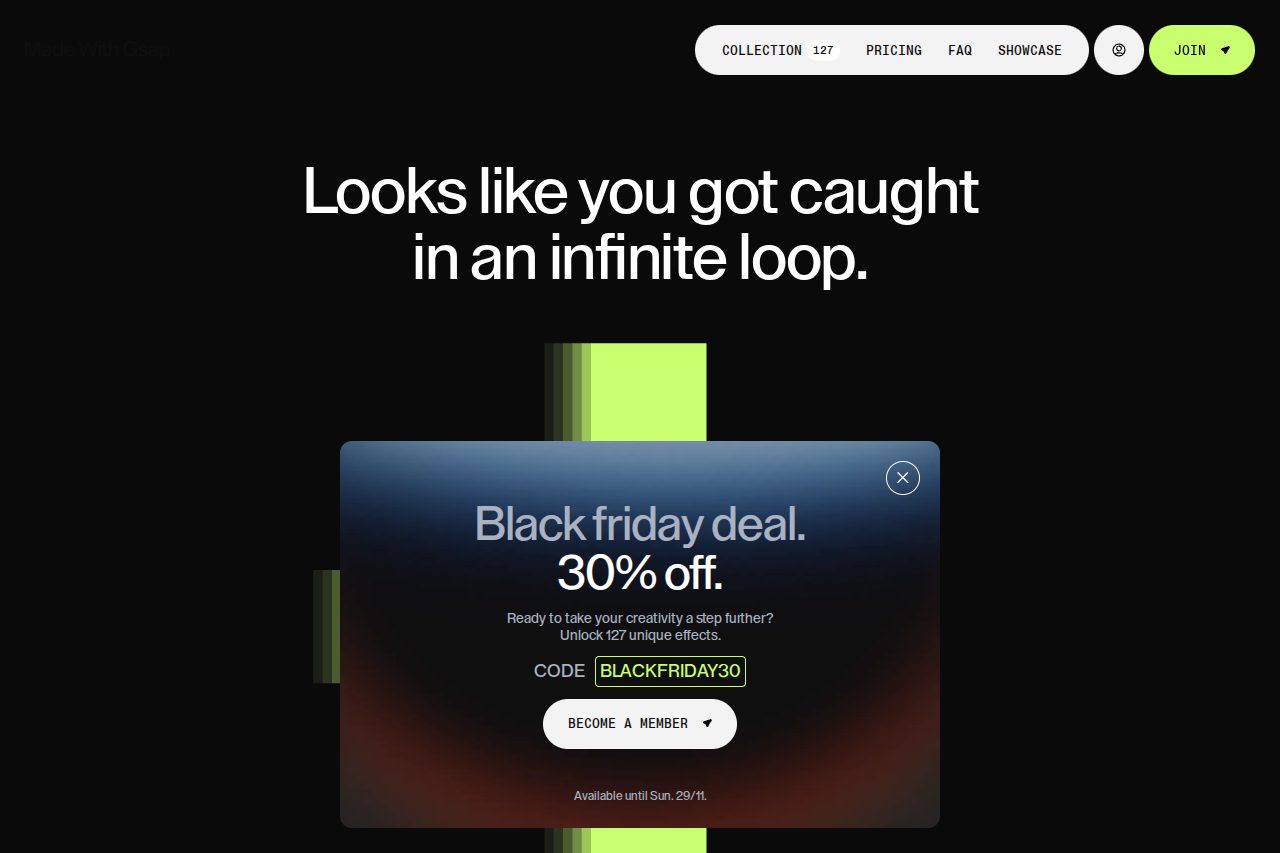 Made With Gsap
COLLECTION 127 PRICING FAQ SHOWCASE
JOIN
Looks like you got caught
in an infinite loop.
Black friday deal.
30% off.
Ready to take your creativity a step further?
Unlock 127 unique effects.
CODE BLACKFRIDAY30
BECOME A MEMBER
Available until Sun. 29/11.